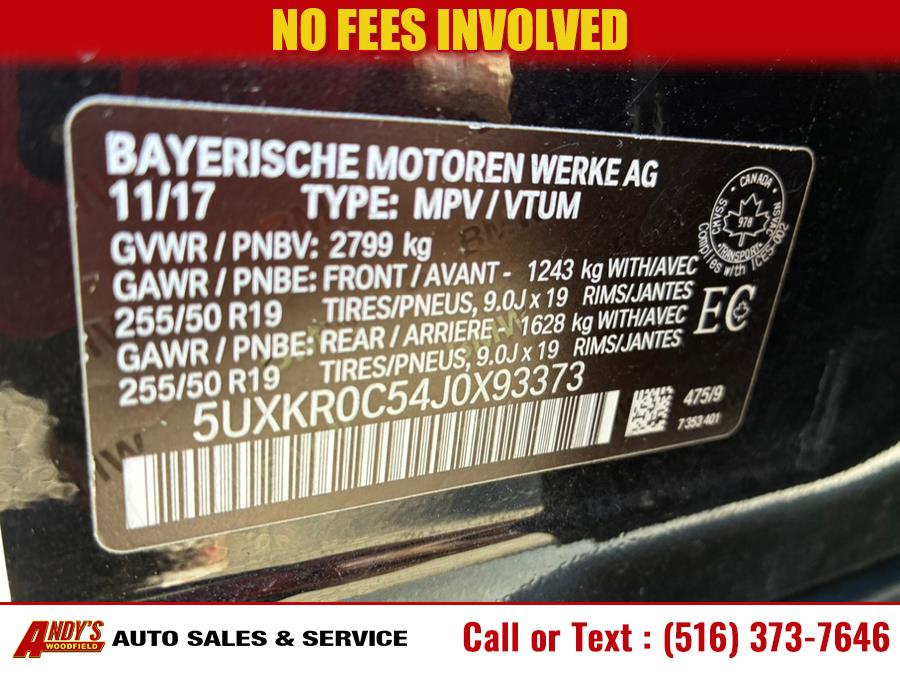 NO FEES INVOLVED
BAYERISCHE MOTOREN WERKE AG
11/17 TYPE: MPV / VTUM
GVWR / PNBV: 2799 kg
GAWR / PNBE: FRONT / AVANT - 1243 kg WITH/AVEC
255/50 R19 TIRES/PNEUS, 9.0J x 19 RIMS/JANTES
GAWR / PNBE: REAR / ARRIERE - 1628 kg WITH/AVEC
255/50 R19 TIRES/PNEUS, 9.0J x 19 RIMS/JANTES
5UXKR0C54J0X93373
CANADA
CMVSS NSVAC
978
TRANSPORT
Complies with ICES-002
EC
475/9
7 353 401
ANDY'S
WOODFIELD
AUTO SALES & SERVICE
Call or Text : (516) 373-7646